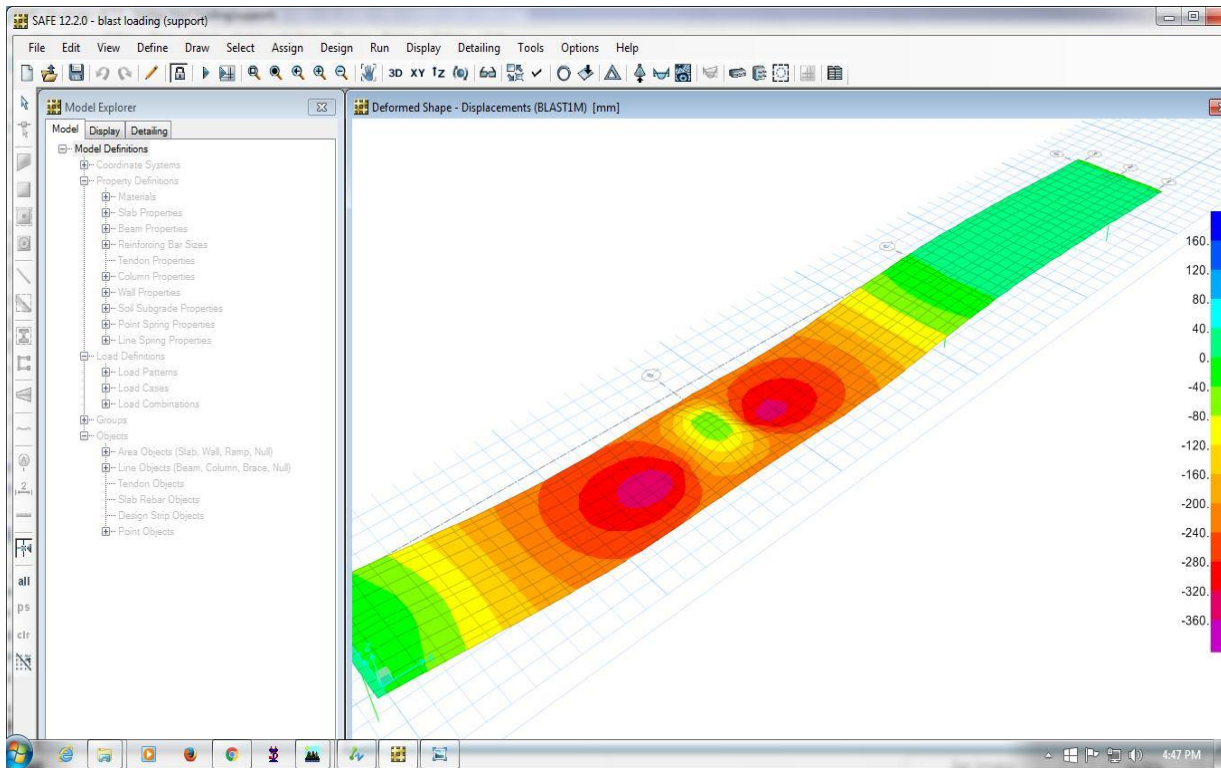 SAFE 12.2.0 - blast loading (support)
File Edit View Define Draw Select Assign Design Run Display Detailing Tools Options Help
3D XY
Model Explorer
Model Display Detailing
Model Definitions
Coordinate Systems
Property Definitions
Materials
Slab Properties
Beam Properties
Reinforcing Bar Sizes
Tendon Properties
Column Properties
Wall Properties
Soil Subgrade Properties
Point Spring Properties
Line Spring Properties
Load Definitions
Load Patterns
Load Cases
Load Combinations
Groups
Objects
Area Objects (Slab, Wall, Ramp, Null)
Line Objects (Beam, Column, Brace, Null)
Tendon Objects
Slab Rebar Objects
Design Strip Objects
Point Objects
all
ps
clr
Deformed Shape - Displacements (BLAST1M) [mm]
160.
120.
80.
40.
0.
-40.
-80.
-120.
-160.
-200.
-240.
-280.
-320.
-360.
4:47 PM